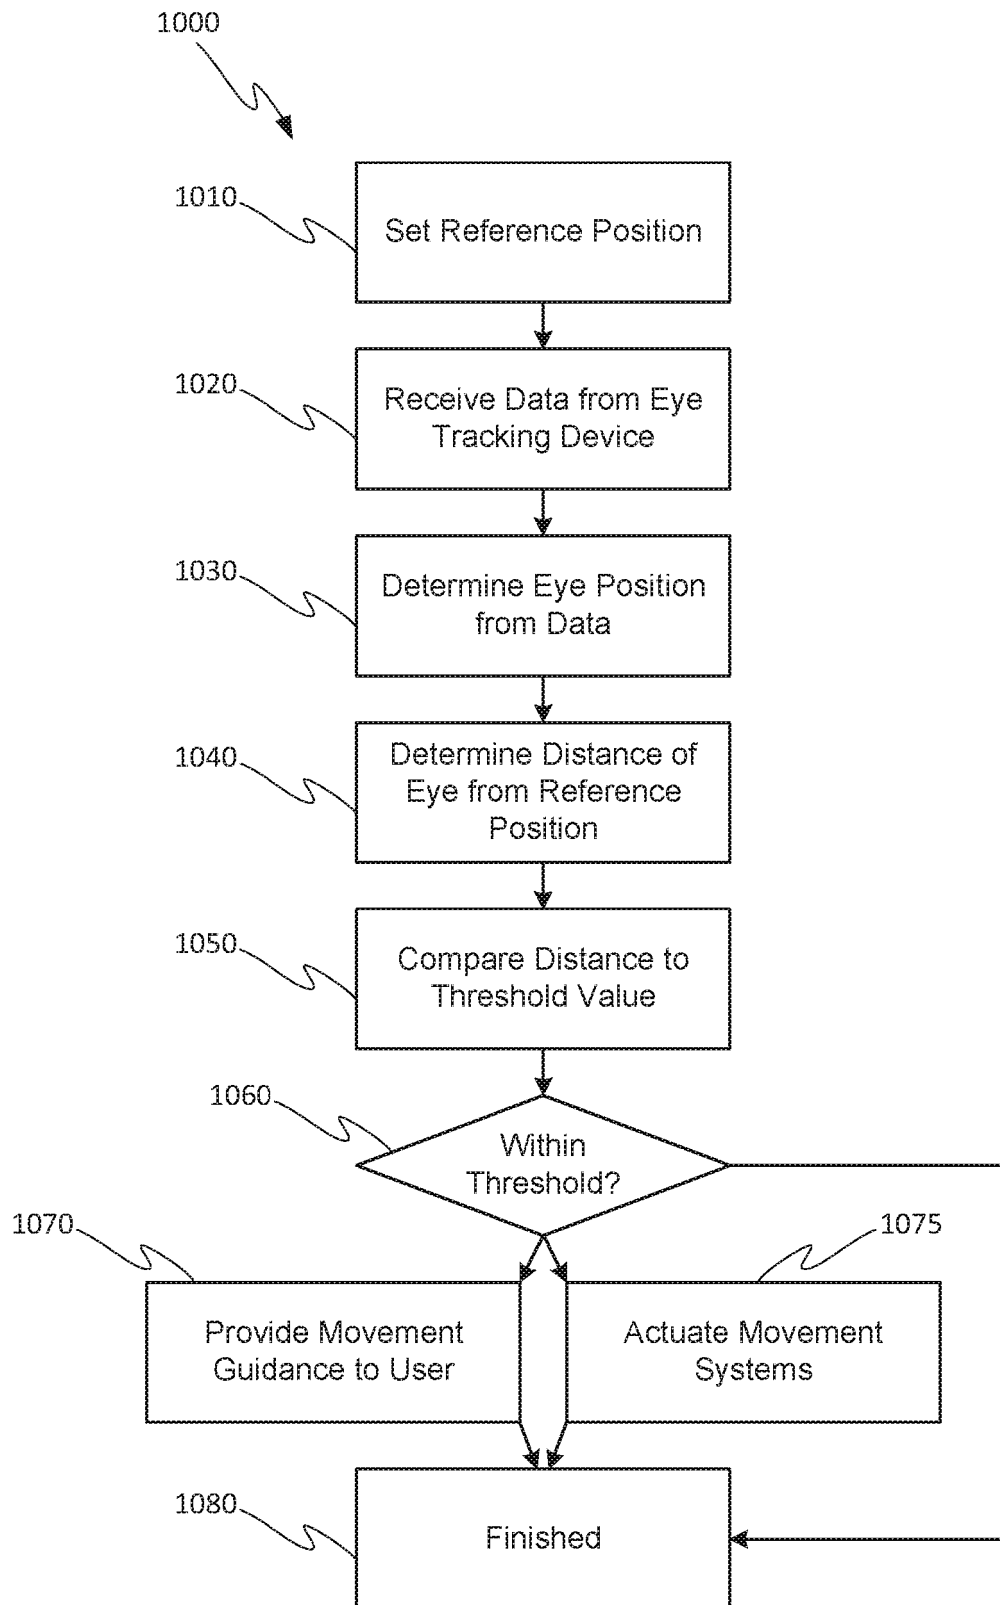 1000
1010
Set Reference Position
1020
Receive Data from Eye
Tracking Device
1030
Determine Eye Position
from Data
1040
Determine Distance of
Eye from Reference
Position
1050
Compare Distance to
Threshold Value
1060
Within
Threshold?
1070
1075
Provide Movement
Guidance to User
Actuate Movement
Systems
1080
Finished